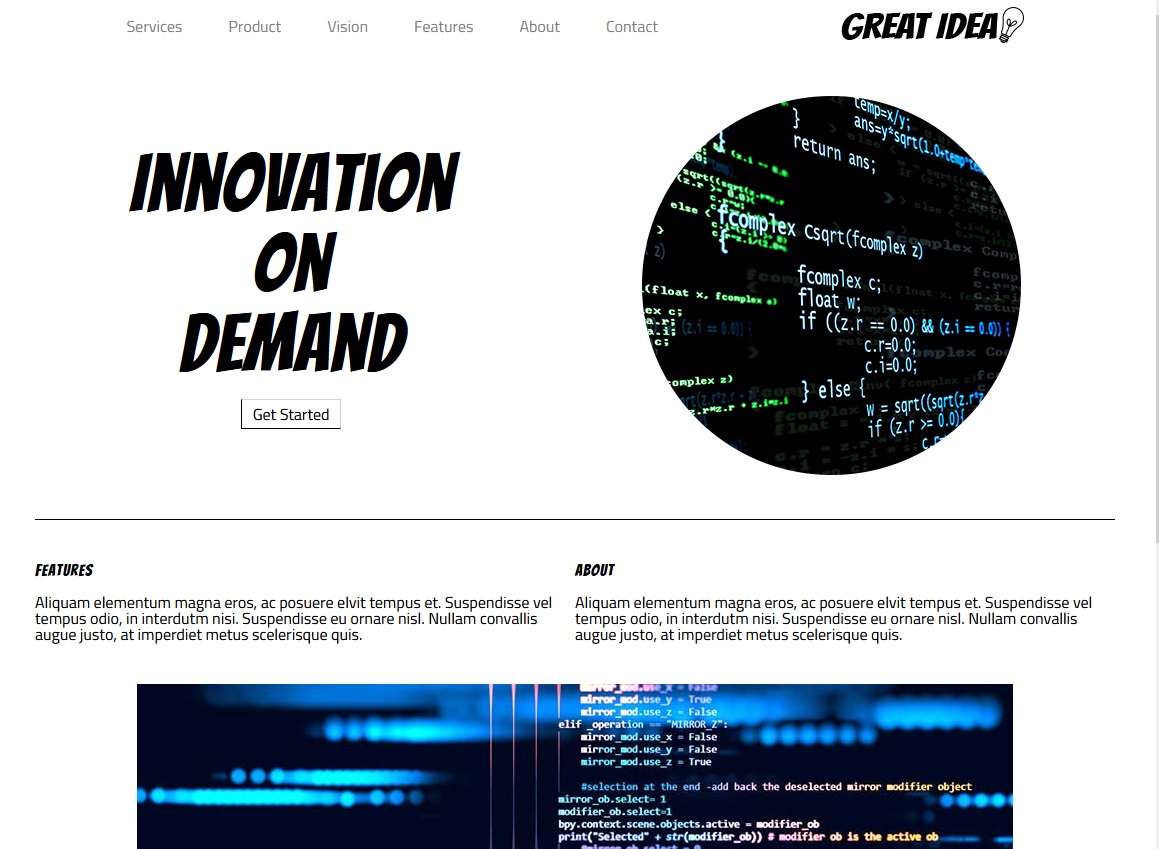 Services Product Vision Features About Contact
GREAT IDEA
INNOVATION
ON
DEMAND
Get Started
temp=x/y;
} ans=y*sqrt(1.0+temp*te
return ans;
fcomplex Csqrt(fcomplex z)
{
fcomplex c;
float w;
if ((z.r == 0.0) && (z.i == 0.0)) {
c.r=0.0;
c.i=0.0;
} else {
w = sqrt((sqrt(z.r*z
if (z.r >= 0.0){
else {
(float x, fcomplex a)
omplex z)
FEATURES
Aliquam elementum magna eros, ac posuere elvit tempus et. Suspendisse vel
tempus odio, in interdutm nisi. Suspendisse eu ornare nisl. Nullam convallis
augue justo, at imperdiet metus scelerisque quis.
ABOUT
Aliquam elementum magna eros, ac posuere elvit tempus et. Suspendisse vel
tempus odio, in interdutm nisi. Suspendisse eu ornare nisl. Nullam convallis
augue justo, at imperdiet metus scelerisque quis.
mirror_mod.use_x = False
mirror_mod.use_y = True
mirror_mod.use_z = False
elif _operation == "MIRROR_Z":
mirror_mod.use_x = False
mirror_mod.use_y = False
mirror_mod.use_z = True
#selection at the end -add back the deselected mirror modifier object
mirror_ob.select= 1
modifier_ob.select=1
bpy.context.scene.objects.active = modifier_ob
print("Selected" + str(modifier_ob)) # modifier ob is the active ob
#mirror_ob.select = 0